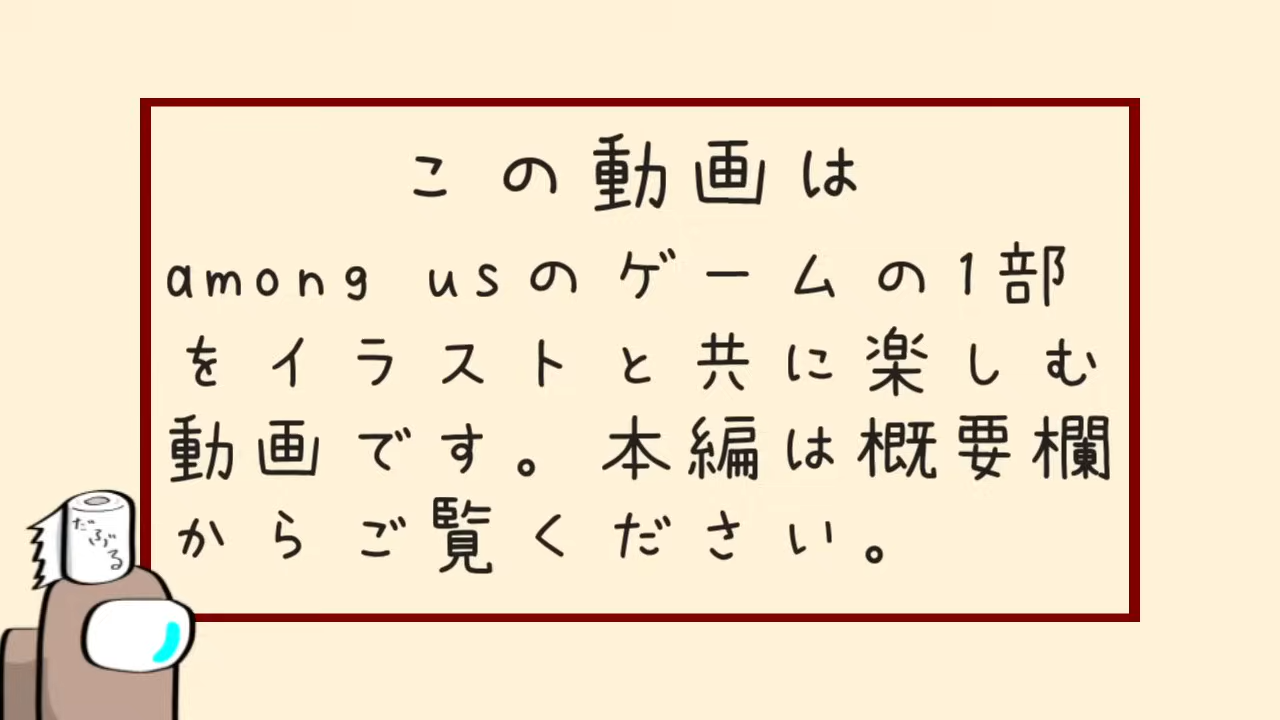 この動画は
among usのゲームの1部
をイラストと共に楽しむ
動画です。本編は概要欄
からご覧ください。
だ
ぶ
る